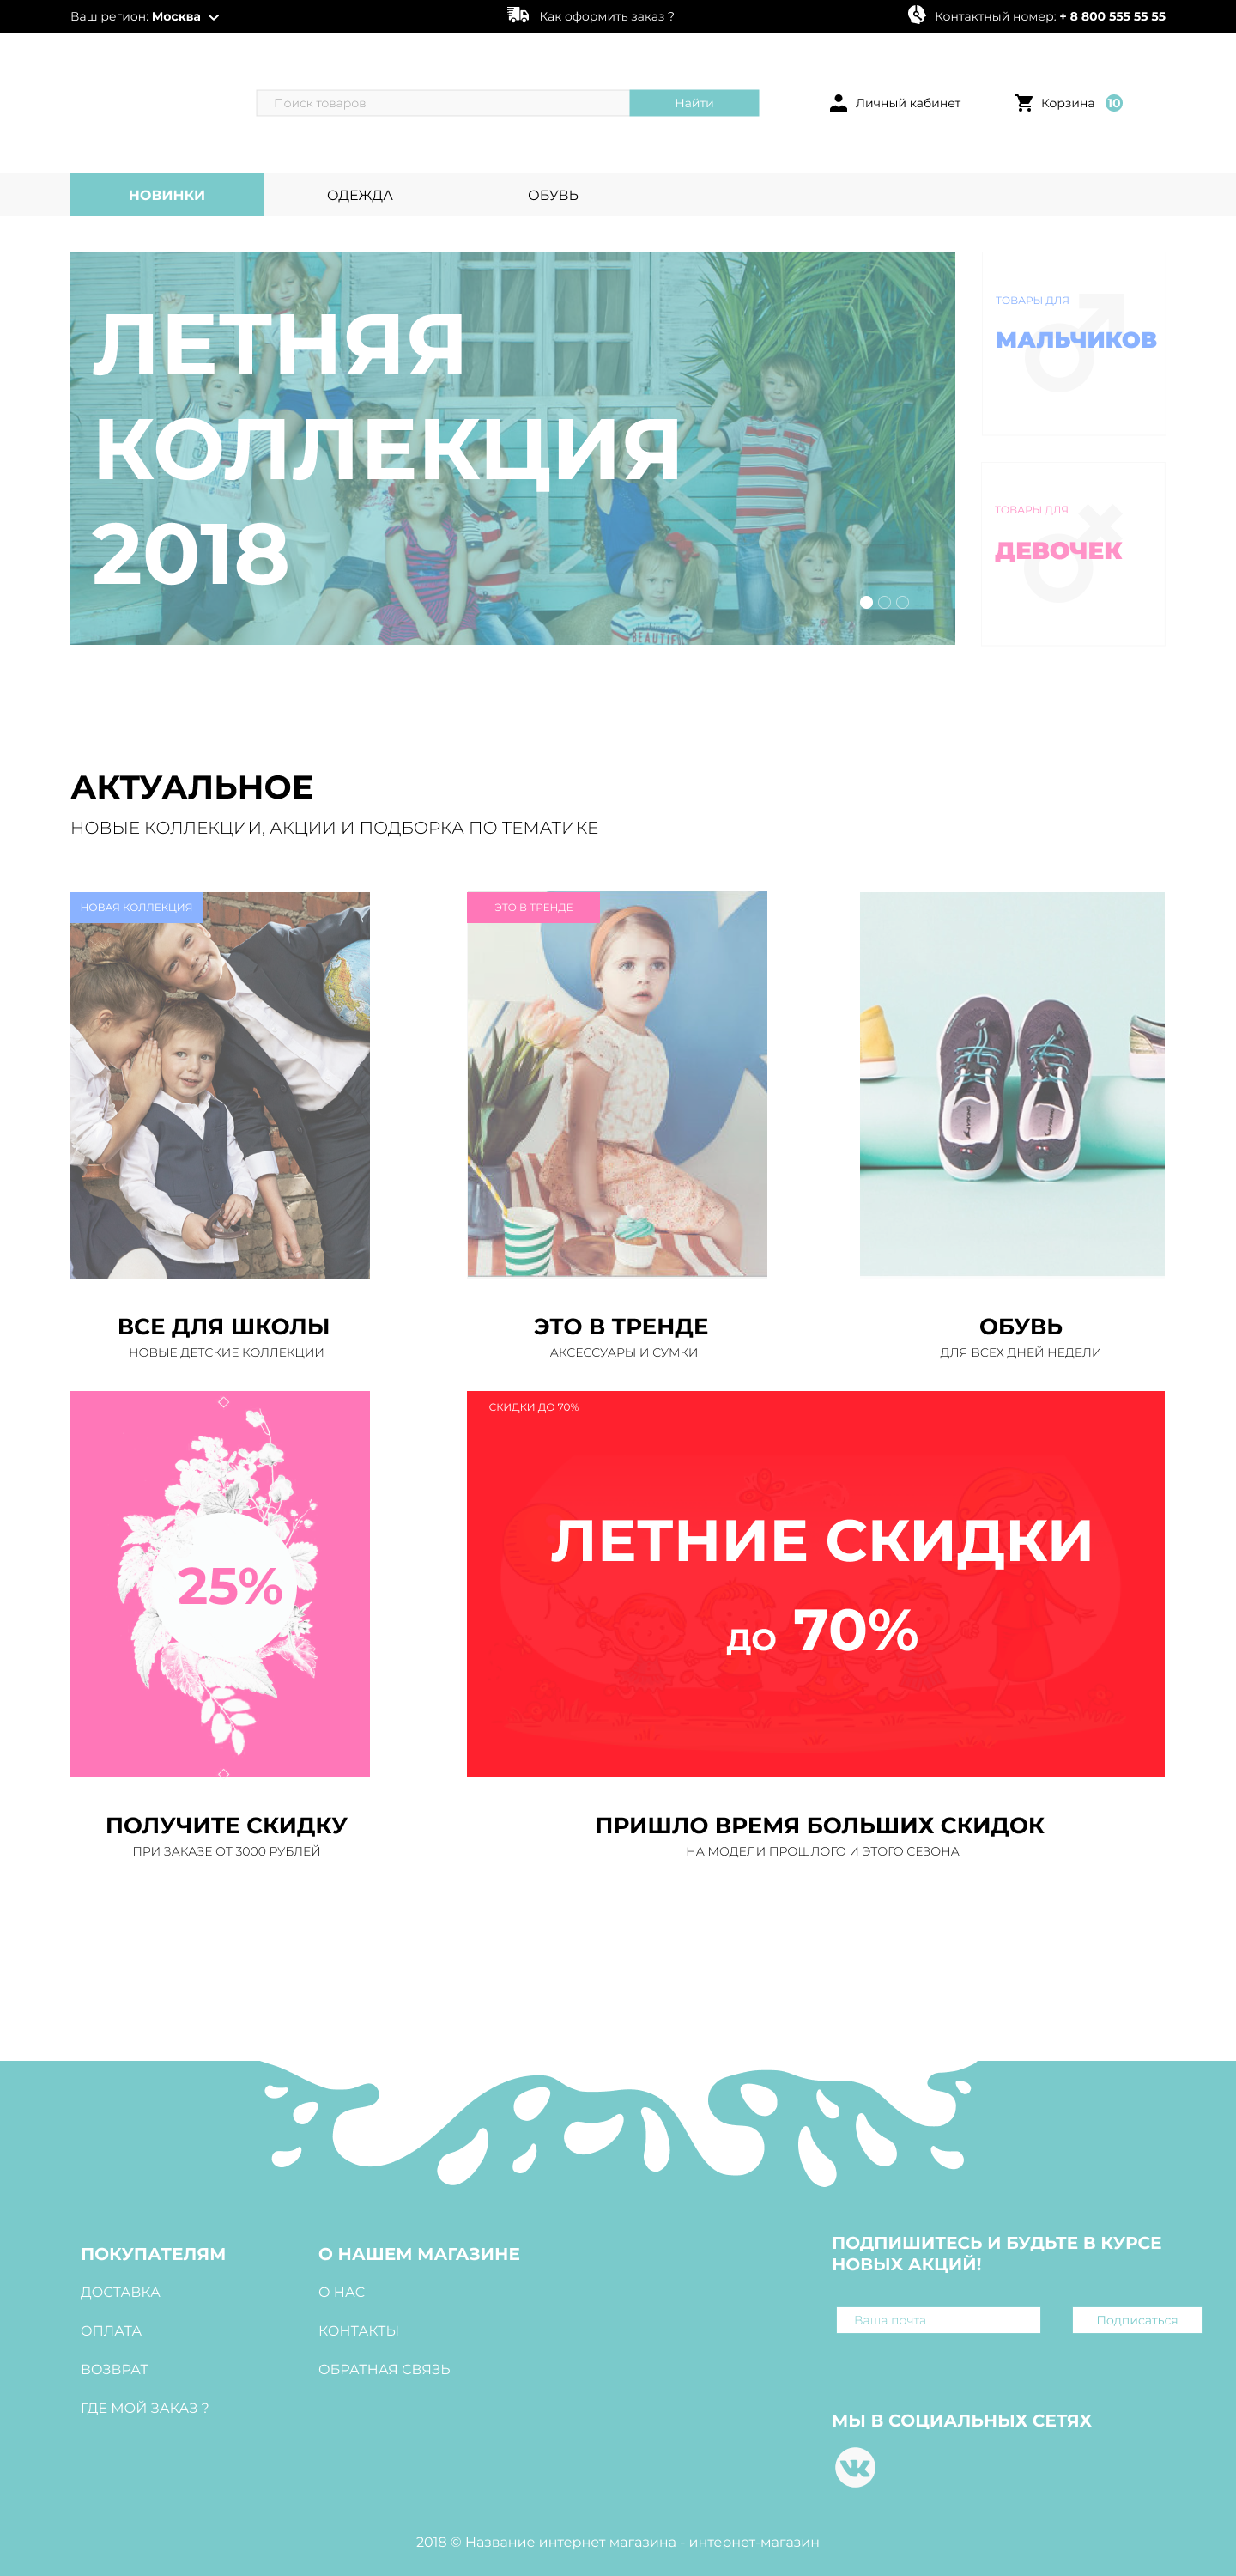 Ваш регион: Москва
Как оформить заказ ?
Контактный номер: + 8 800 555 55 55
Поиск товаров
Найти
Личный кабинет
Корзина 10
НОВИНКИ
ОДЕЖДА
ОБУВЬ
ЛЕТНЯЯ
КОЛЛЕКЦИЯ
2018
ТОВАРЫ ДЛЯ
МАЛЬЧИКОВ
ТОВАРЫ ДЛЯ
ДЕВОЧЕК
BEAUTIFUL
АКТУАЛЬНОЕ
НОВЫЕ КОЛЛЕКЦИИ, АКЦИИ И ПОДБОРКА ПО ТЕМАТИКЕ
НОВАЯ КОЛЛЕКЦИЯ
ЭТО В ТРЕНДЕ
ВСЕ ДЛЯ ШКОЛЫ
НОВЫЕ ДЕТСКИЕ КОЛЛЕКЦИИ
ЭТО В ТРЕНДЕ
АКСЕССУАРЫ И СУМКИ
ОБУВЬ
ДЛЯ ВСЕХ ДНЕЙ НЕДЕЛИ
25%
СКИДКИ ДО 70%
ЛЕТНИЕ СКИДКИ
ДО 70%
ПОЛУЧИТЕ СКИДКУ
ПРИ ЗАКАЗЕ ОТ 3000 РУБЛЕЙ
ПРИШЛО ВРЕМЯ БОЛЬШИХ СКИДОК
НА МОДЕЛИ ПРОШЛОГО И ЭТОГО СЕЗОНА
ПОКУПАТЕЛЯМ
ДОСТАВКА
ОПЛАТА
ВОЗВРАТ
ГДЕ МОЙ ЗАКАЗ ?
О НАШЕМ МАГАЗИНЕ
О НАС
КОНТАКТЫ
ОБРАТНАЯ СВЯЗЬ
ПОДПИШИТЕСЬ И БУДЬТЕ В КУРСЕ
НОВЫХ АКЦИЙ!
Ваша почта
Подписаться
МЫ В СОЦИАЛЬНЫХ СЕТЯХ
2018 © Название интернет магазина - интернет-магазин